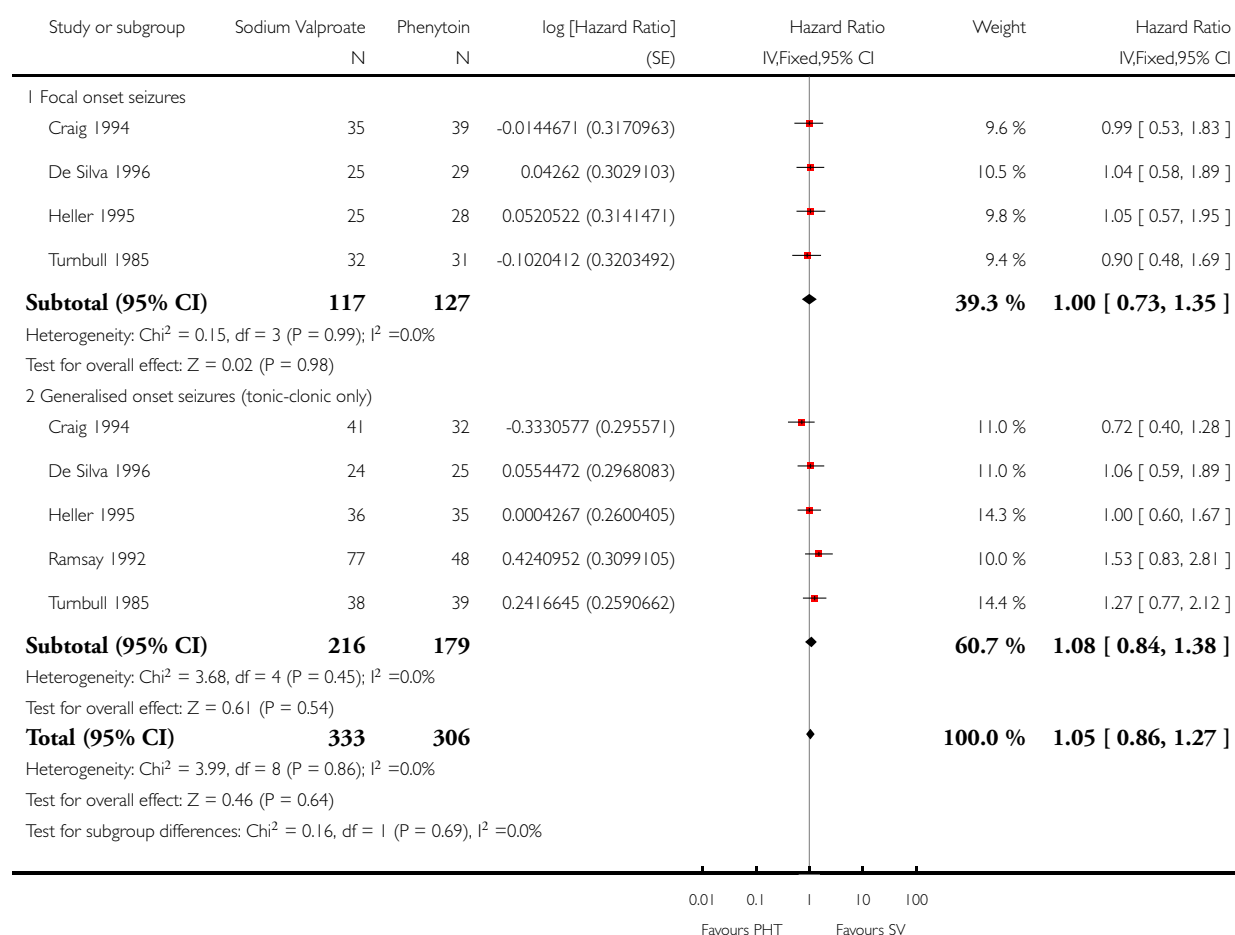 Study or subgroup Sodium Valproate Phenytoin log [Hazard Ratio] Hazard Ratio Weight Hazard Ratio
N N (SE) IV,Fixed,95% CI IV,Fixed,95% CI
1 Focal onset seizures
Craig 1994 35 39 -0.0144671 (0.3170963) 9.6 % 0.99 [ 0.53, 1.83 ]
De Silva 1996 25 29 0.04262 (0.3029103) 10.5 % 1.04 [ 0.58, 1.89 ]
Heller 1995 25 28 0.0520522 (0.3141471) 9.8 % 1.05 [ 0.57, 1.95 ]
Turnbull 1985 32 31 -0.1020412 (0.3203492) 9.4 % 0.90 [ 0.48, 1.69 ]
Subtotal (95% CI) 117 127 39.3 % 1.00 [ 0.73, 1.35 ]
Heterogeneity: Chi² = 0.15, df = 3 (P = 0.99); I² =0.0%
Test for overall effect: Z = 0.02 (P = 0.98)
2 Generalised onset seizures (tonic-clonic only)
Craig 1994 41 32 -0.3330577 (0.295571) 11.0 % 0.72 [ 0.40, 1.28 ]
De Silva 1996 24 25 0.0554472 (0.2968083) 11.0 % 1.06 [ 0.59, 1.89 ]
Heller 1995 36 35 0.0004267 (0.2600405) 14.3 % 1.00 [ 0.60, 1.67 ]
Ramsay 1992 77 48 0.4240952 (0.3099105) 10.0 % 1.53 [ 0.83, 2.81 ]
Turnbull 1985 38 39 0.2416645 (0.2590662) 14.4 % 1.27 [ 0.77, 2.12 ]
Subtotal (95% CI) 216 179 60.7 % 1.08 [ 0.84, 1.38 ]
Heterogeneity: Chi² = 3.68, df = 4 (P = 0.45); I² =0.0%
Test for overall effect: Z = 0.61 (P = 0.54)
Total (95% CI) 333 306 100.0 % 1.05 [ 0.86, 1.27 ]
Heterogeneity: Chi² = 3.99, df = 8 (P = 0.86); I² =0.0%
Test for overall effect: Z = 0.46 (P = 0.64)
Test for subgroup differences: Chi² = 0.16, df = 1 (P = 0.69), I² =0.0%
0.01 0.1 1 10 100
Favours PHT Favours SV